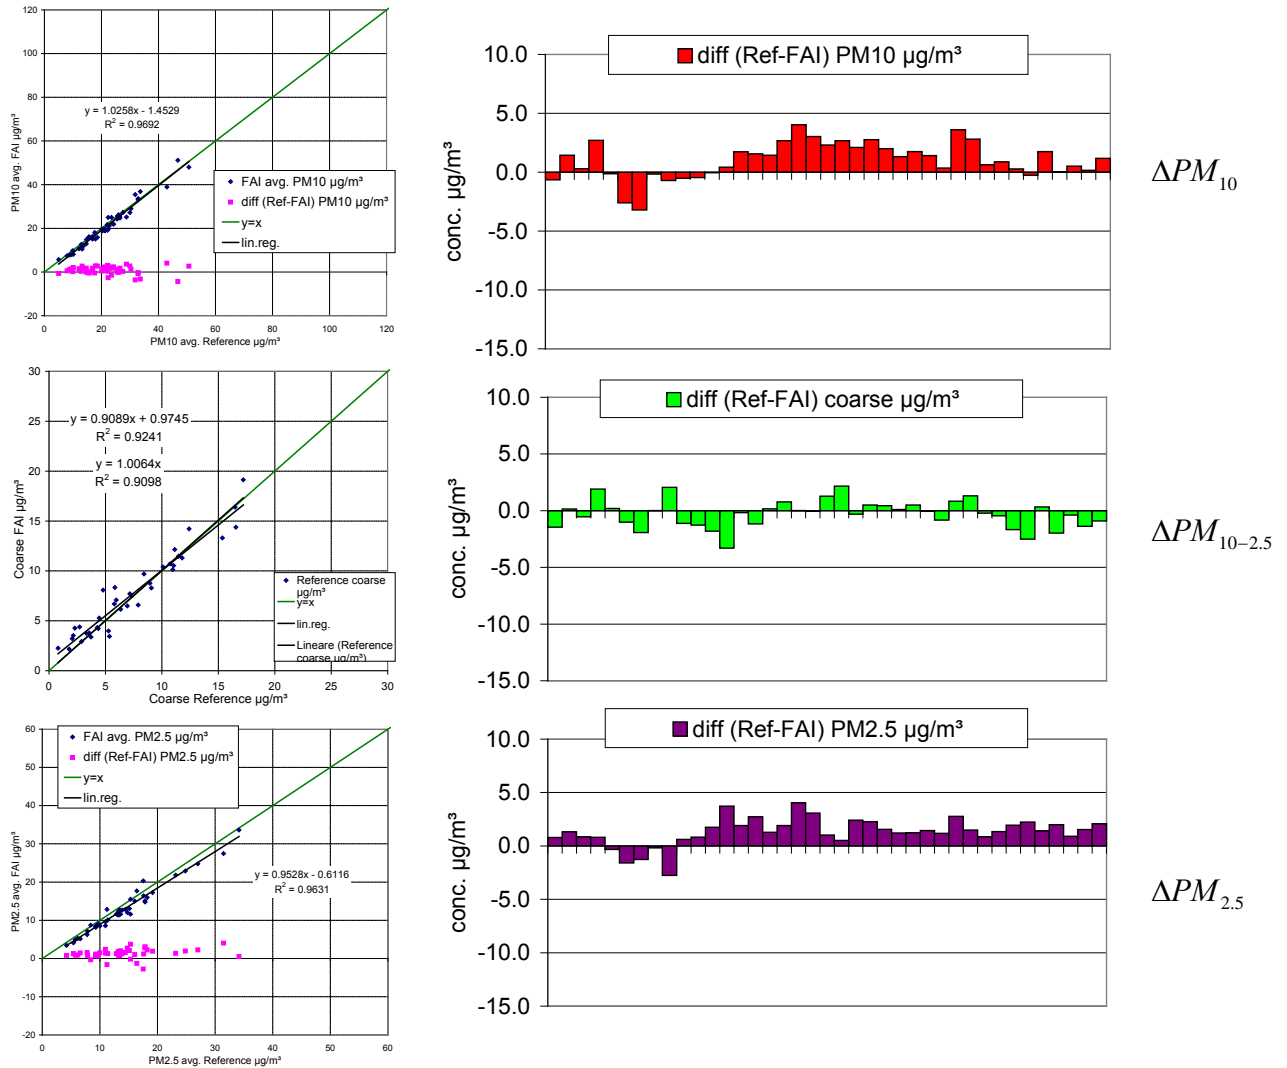 120
100
80
60
40
20
0
-20
0 20 40 60 80 100 120
PM10 avg. FAI µg/m³
PM10 avg. Reference µg/m³
y = 1.0258x - 1.4529
R² = 0.9692
FAI avg. PM10 µg/m³
diff (Ref-FAI) PM10 µg/m³
y=x
lin.reg.
diff (Ref-FAI) PM10 µg/m³
10.0
5.0
0.0
-5.0
-10.0
-15.0
conc. µg/m³
ΔPM₁₀
30
25
20
15
10
5
0
0 5 10 15 20 25 30
Coarse FAI µg/m³
Coarse Reference µg/m³
y = 0.9089x + 0.9745
R² = 0.9241
y = 1.0064x
R² = 0.9098
Reference coarse
µg/m³
y=x
lin.reg.
Lineare (Reference
coarse µg/m³)
diff (Ref-FAI) coarse µg/m³
10.0
5.0
0.0
-5.0
-10.0
-15.0
conc. µg/m³
ΔPM₁₀₋₂.₅
60
50
40
30
20
10
0
-10
-20
0 10 20 30 40 50 60
PM2.5 avg. FAI µg/m³
PM2.5 avg. Reference µg/m³
FAI avg. PM2.5 µg/m³
diff (Ref-FAI) PM2.5 µg/m³
y=x
lin.reg.
y = 0.9528x - 0.6116
R² = 0.9631
diff (Ref-FAI) PM2.5 µg/m³
10.0
5.0
0.0
-5.0
-10.0
-15.0
conc. µg/m³
ΔPM₂.₅